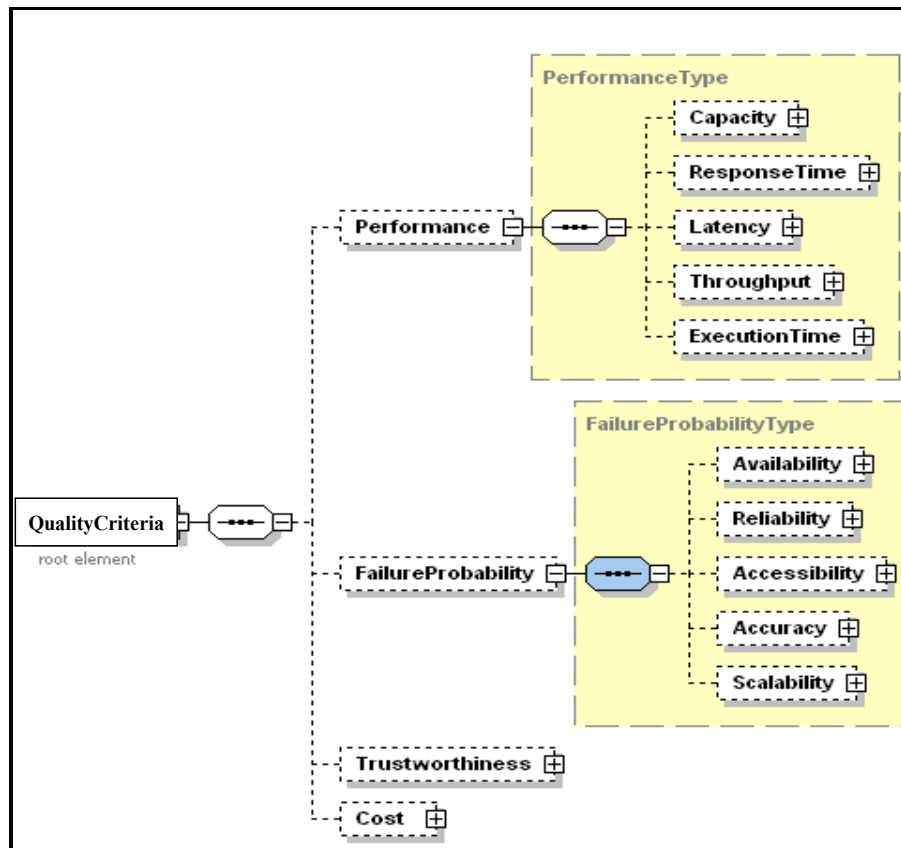 PerformanceType
Capacity
ResponseTime
Performance
Latency
Throughput
ExecutionTime
FailureProbabilityType
Availability
QualityCriteria
root element
Reliability
FailureProbability
Accessibility
Accuracy
Scalability
Trustworthiness
Cost